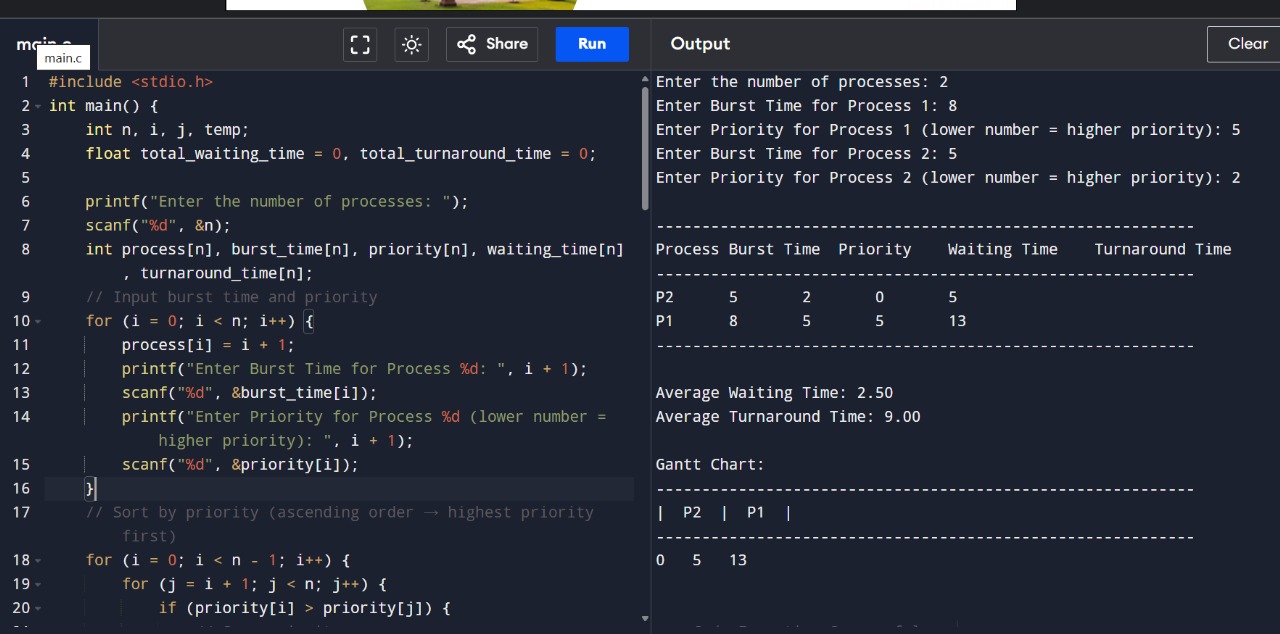 main.c
main.c
Share
Run
Output
Clear
1 #include <stdio.h>
2 int main() {
3 int n, i, j, temp;
4 float total_waiting_time = 0, total_turnaround_time = 0;
5
6 printf("Enter the number of processes: ");
7 scanf("%d", &n);
8 int process[n], burst_time[n], priority[n], waiting_time[n]
, turnaround_time[n];
9 // Input burst time and priority
10 for (i = 0; i < n; i++) {
11 process[i] = i + 1;
12 printf("Enter Burst Time for Process %d: ", i + 1);
13 scanf("%d", &burst_time[i]);
14 printf("Enter Priority for Process %d (lower number =
higher priority): ", i + 1);
15 scanf("%d", &priority[i]);
16 }
17 // Sort by priority (ascending order → highest priority
first)
18 for (i = 0; i < n - 1; i++) {
19 for (j = i + 1; j < n; j++) {
20 if (priority[i] > priority[j]) {
Enter the number of processes: 2
Enter Burst Time for Process 1: 8
Enter Priority for Process 1 (lower number = higher priority): 5
Enter Burst Time for Process 2: 5
Enter Priority for Process 2 (lower number = higher priority): 2
-----------------------------------------------------------
Process Burst Time Priority Waiting Time Turnaround Time
-----------------------------------------------------------
P2 5 2 0 5
P1 8 5 5 13
-----------------------------------------------------------
Average Waiting Time: 2.50
Average Turnaround Time: 9.00
Gantt Chart:
-----------------------------------------------------------
| P2 | P1 |
-----------------------------------------------------------
0 5 13